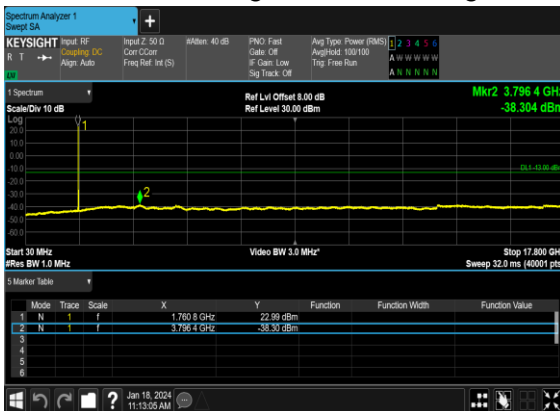 Spectrum Analyzer 1
Swept SA
KEYSIGHT Input: RF Input Z: 50 Ω #Atten: 40 dB PNO: Fast Avg Type: Power (RMS) 1 2 3 4 5 6
R T Coupling: DC Corr CCorr Gate: Off Avg|Hold: 100/100 A W W W W W
Align: Auto Freq Ref: Int (S) IF Gain: Low Trig: Free Run
Sig Track: Off A N N N N N
1 Spectrum Ref Lvl Offset 8.00 dB Mkr2 3.796 4 GHz
Scale/Div 10 dB Ref Level 30.00 dBm -38.304 dBm
Log
20.0
10.0
0.00
-10.0
DL1 -13.00 dBm
-20.0
-30.0
-40.0
-50.0
-60.0
1
2
Start 30 MHz Video BW 3.0 MHz* Stop 17.800 GH
#Res BW 1.0 MHz Sweep 32.0 ms (40001 pts
5 Marker Table
Mode Trace Scale X Y Function Function Width Function Value
1 N 1 f 1.760 8 GHz 22.99 dBm
2 N 1 f 3.796 4 GHz -38.30 dBm
3
4
5
6
Jan 18, 2024
11:13:05 AM